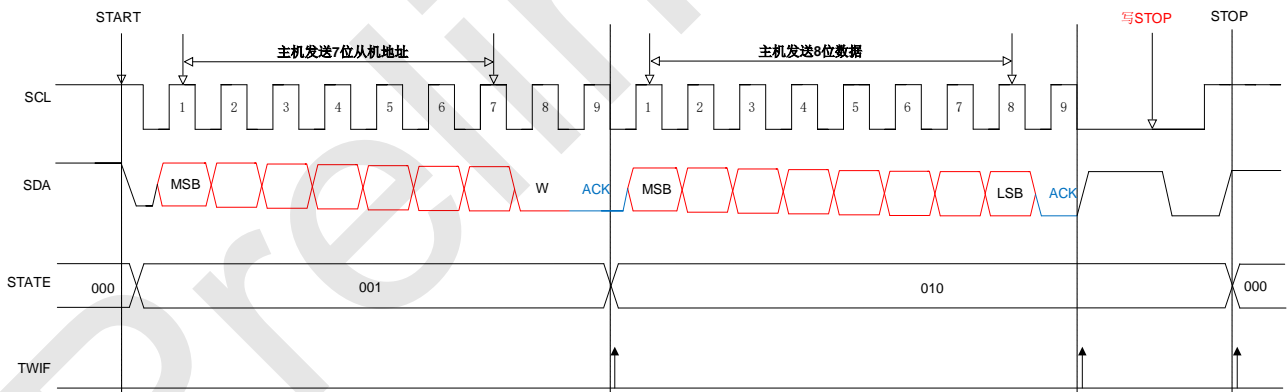 START 写STOP STOP
主机发送7位从机地址 主机发送8位数据
SCL 1 2 3 4 5 6 7 8 9 1 2 3 4 5 6 7 8 9
SDA MSB W ACK MSB LSB ACK
STATE 000 001 010 000
TWIF
Prelim